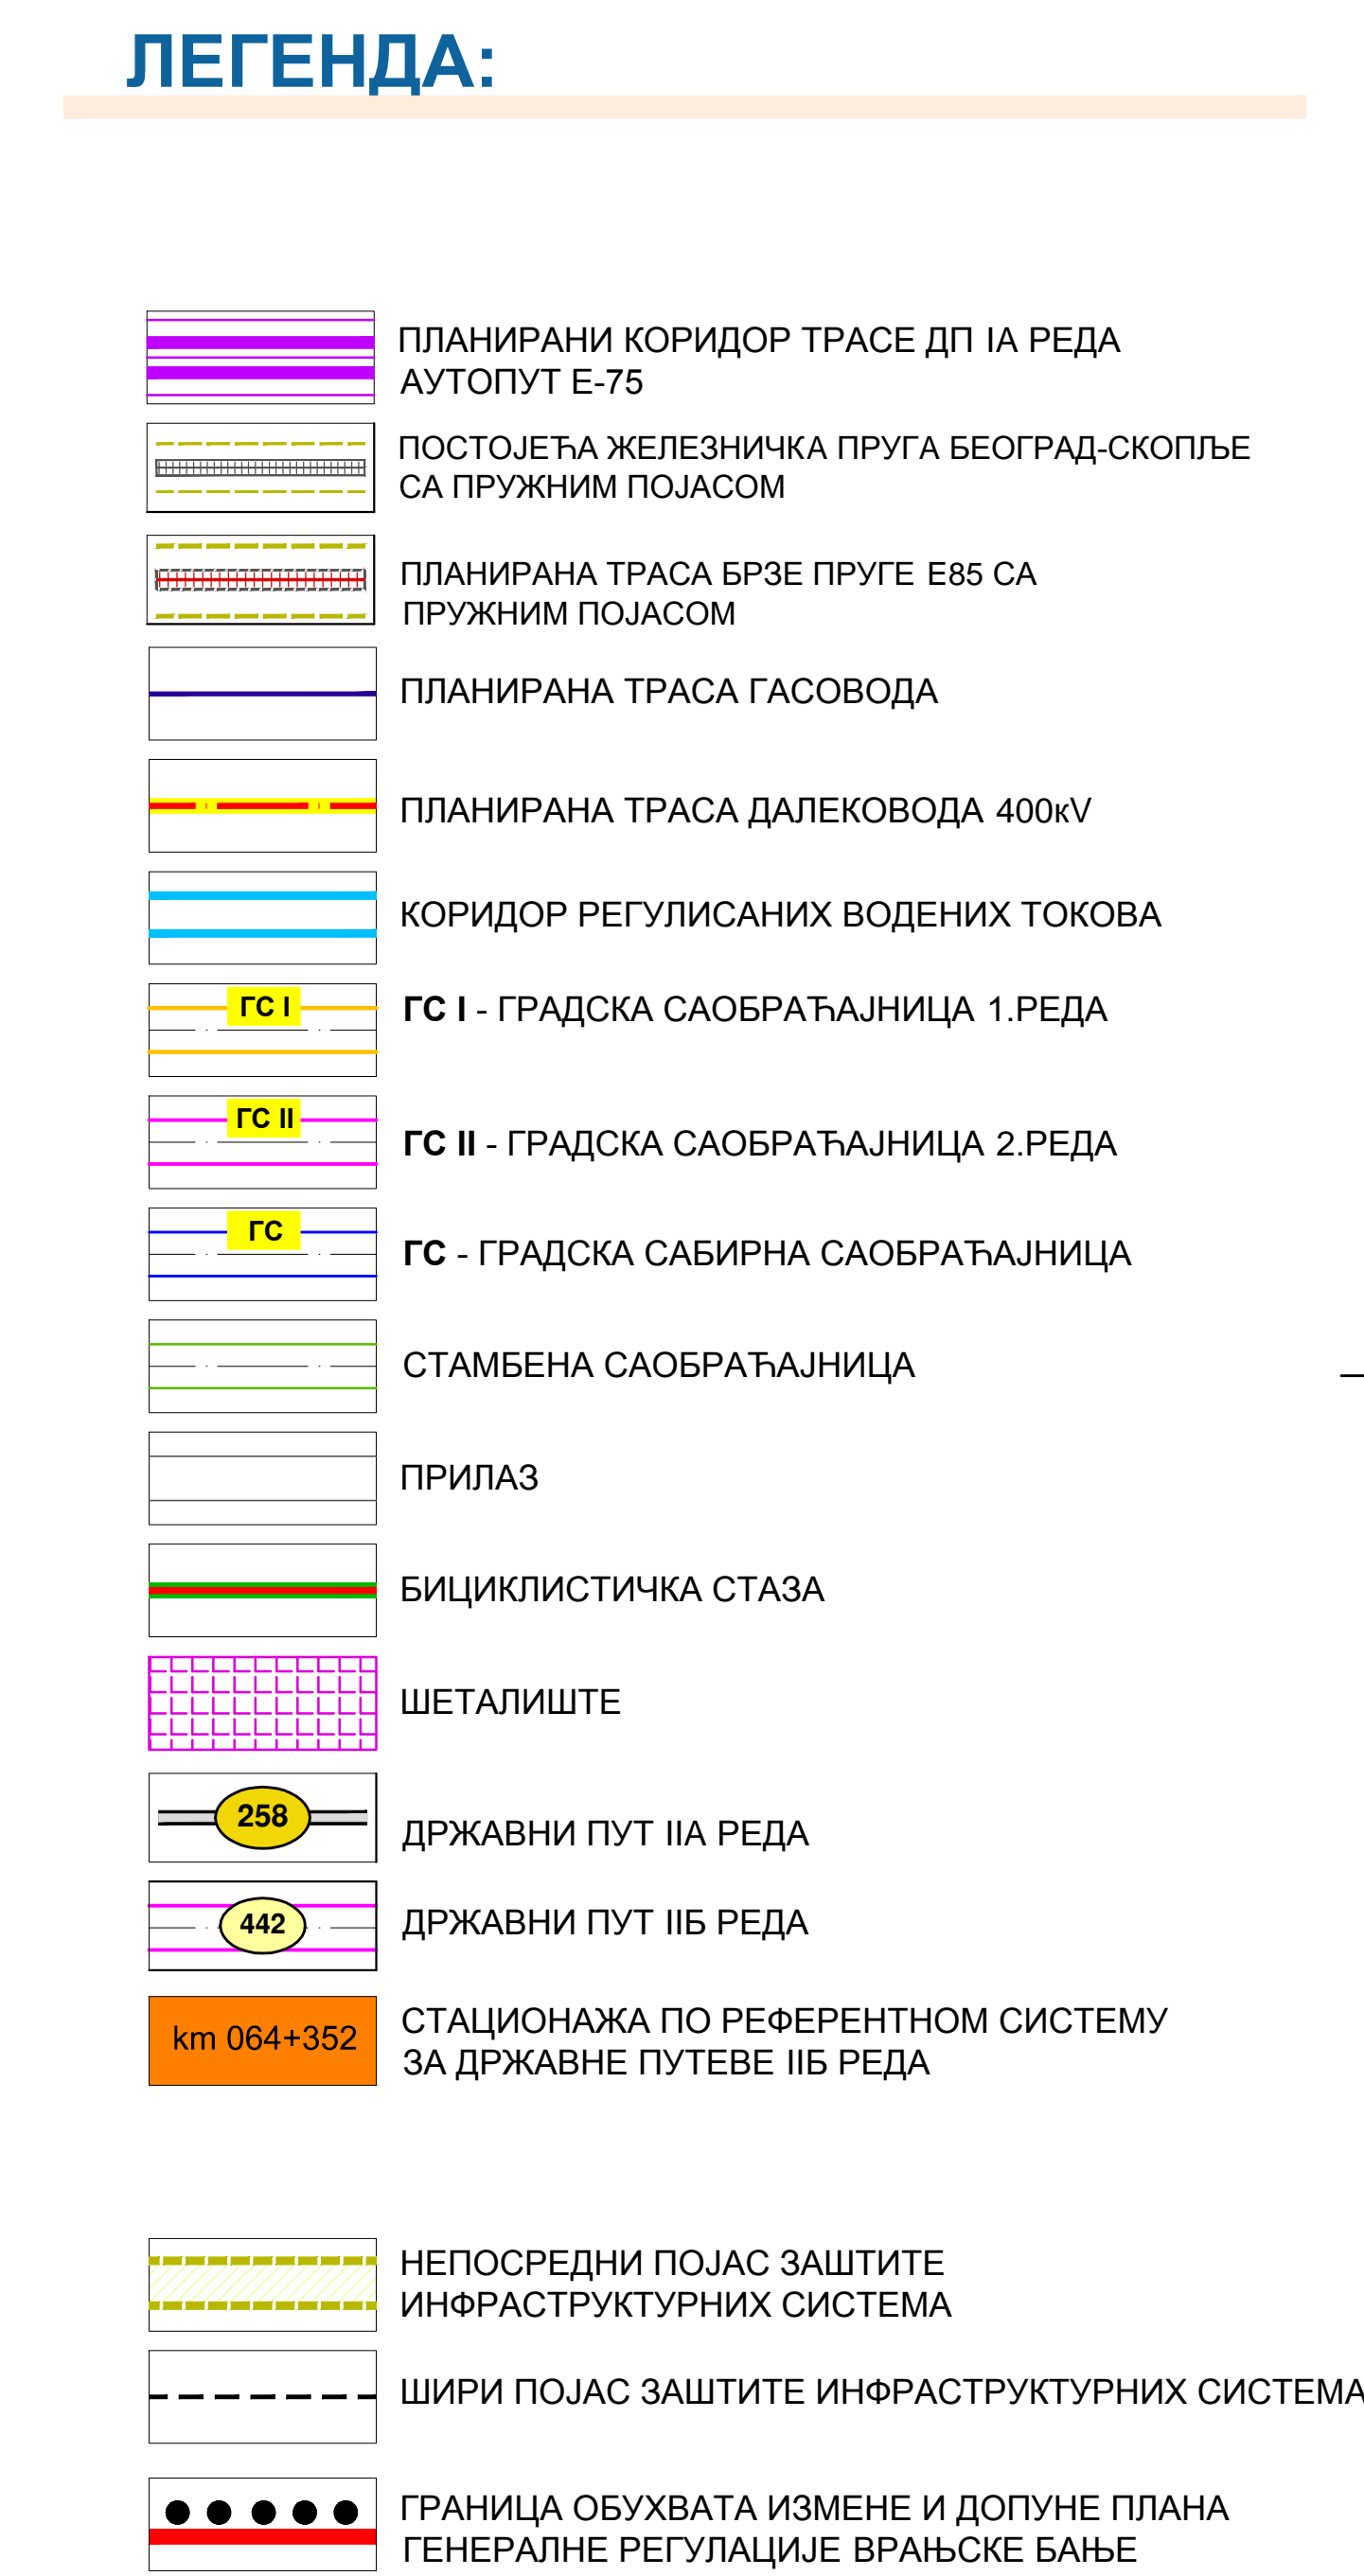 ЛЕГЕНДА:
ПЛАНИРАНИ КОРИДОР ТРАСЕ ДП IА РЕДА
АУТОПУТ Е-75
ПОСТОЈЕЋА ЖЕЛЕЗНИЧКА ПРУГА БЕОГРАД-СКОПЉЕ
СА ПРУЖНИМ ПОЈАСОМ
ПЛАНИРАНА ТРАСА БРЗЕ ПРУГЕ Е85 СА
ПРУЖНИМ ПОЈАСОМ
ПЛАНИРАНА ТРАСА ГАСОВОДА
ПЛАНИРАНА ТРАСА ДАЛЕКОВОДА 400кV
КОРИДОР РЕГУЛИСАНИХ ВОДЕНИХ ТОКОВА
ГС I ГС I - ГРАДСКА САОБРАЋАЈНИЦА 1.РЕДА
ГС II ГС II - ГРАДСКА САОБРАЋАЈНИЦА 2.РЕДА
ГС ГС - ГРАДСКА САБИРНА САОБРАЋАЈНИЦА
СТАМБЕНА САОБРАЋАЈНИЦА
ПРИЛАЗ
БИЦИКЛИСТИЧКА СТАЗА
ШЕТАЛИШТЕ
258 ДРЖАВНИ ПУТ IIА РЕДА
442 ДРЖАВНИ ПУТ IIБ РЕДА
km 064+352 СТАЦИОНАЖА ПО РЕФЕРЕНТНОМ СИСТЕМУ
ЗА ДРЖАВНЕ ПУТЕВЕ IIБ РЕДА
НЕПОСРЕДНИ ПОЈАС ЗАШТИТЕ
ИНФРАСТРУКТУРНИХ СИСТЕМА
ШИРИ ПОЈАС ЗАШТИТЕ ИНФРАСТРУКТУРНИХ СИСТЕМА
ГРАНИЦА ОБУХВАТА ИЗМЕНЕ И ДОПУНЕ ПЛАНА
ГЕНЕРАЛНЕ РЕГУЛАЦИЈЕ ВРАЊСКЕ БАЊЕ